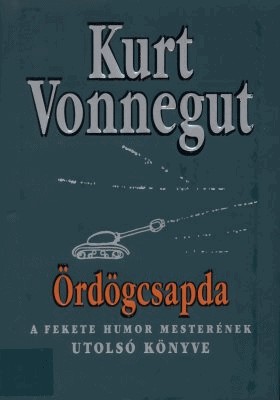 Kurt
Vonnegut
Ördögcsapda
A FEKETE HUMOR MESTERÉNEK
UTOLSÓ KÖNYVE